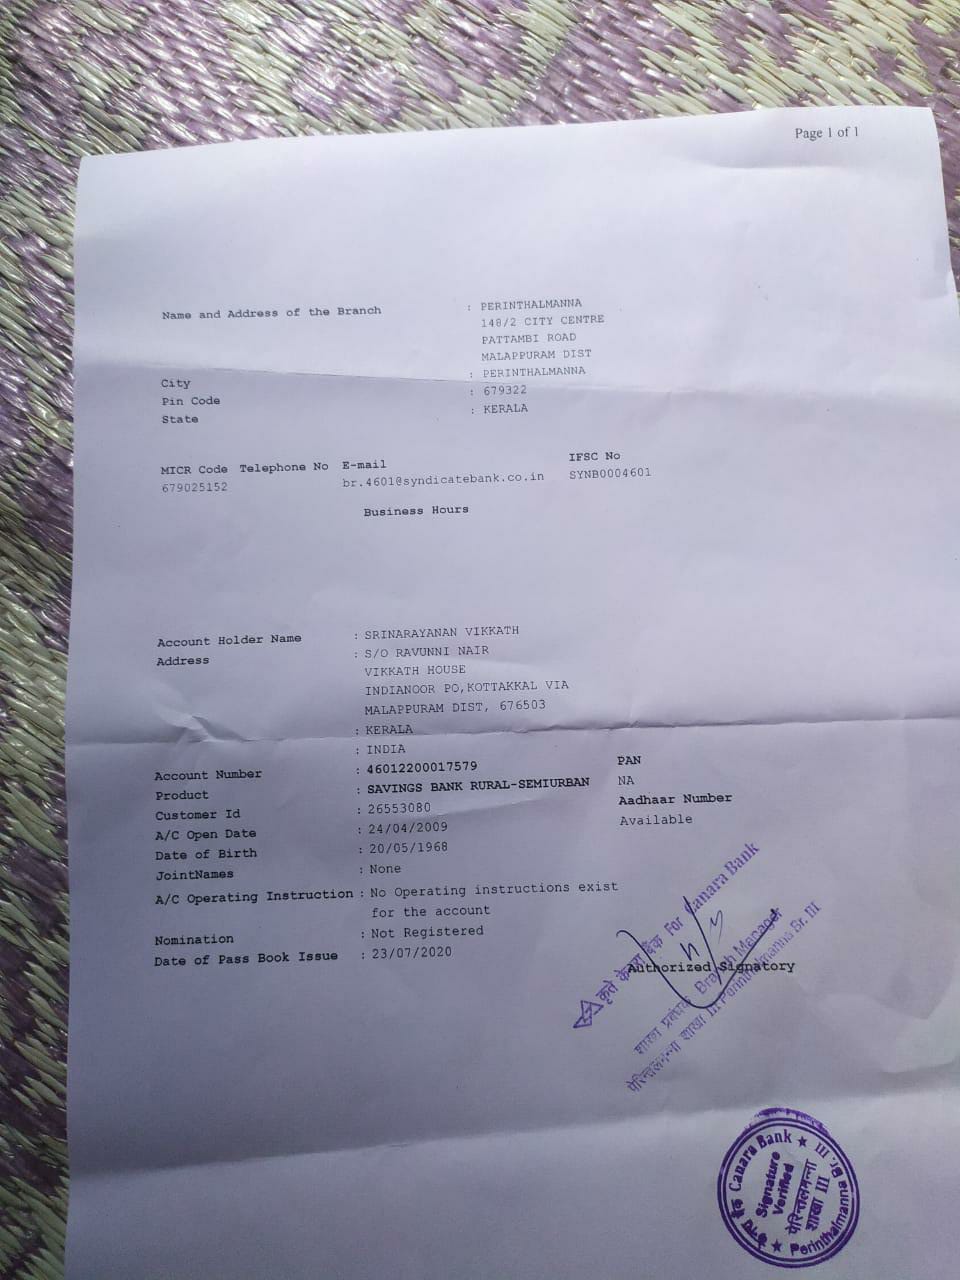 Page 1 of 1
Name and Address of the Branch : PERINTHALMANNA
148/2 CITY CENTRE
PATTAMBI ROAD
MALAPPURAM DIST
City : PERINTHALMANNA
Pin Code : 679322
State : KERALA
MICR Code Telephone No E-mail IFSC No
679025152 br.4601@syndicatebank.co.in SYNB0004601
Business Hours
Account Holder Name : SRINARAYANAN VIKKATH
Address : S/O RAVUNNI NAIR
VIKKATH HOUSE
INDIANOOR PO,KOTTAKKAL VIA
MALAPPURAM DIST, 676503
: KERALA
: INDIA
Account Number : 46012200017579 PAN
Product : SAVINGS BANK RURAL-SEMIURBAN NA
Customer Id : 26553080 Aadhaar Number
A/C Open Date : 24/04/2009 Available
Date of Birth : 20/05/1968
JointNames : None
A/C Operating Instruction : No Operating instructions exist
for the account
Nomination : Not Registered
Date of Pass Book Issue : 23/07/2020
कृते केनरा बैंक For Canara Bank
Authorized Signatory
शाखा प्रबंधक Branch Manager
पेरिन्तलमन्ना शाखा III Perinthalmanna Br. III
Canara Bank ★
Signature
Verified
पेरिन्तलमन्ना
शाखा III
★ Perinthalmanna Br. III